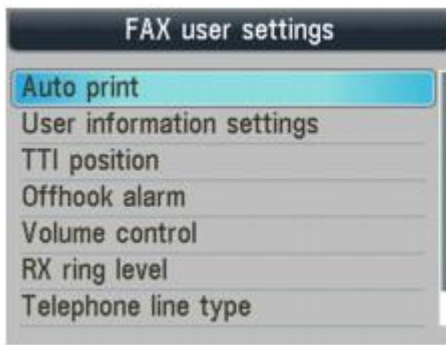 FAX user settings
Auto print
User information settings
TTI position
Offhook alarm
Volume control
RX ring level
Telephone line type